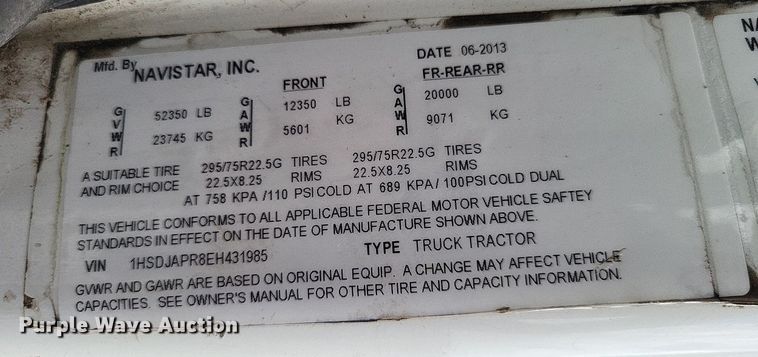 Mfd. By NAVISTAR, INC. DATE 06-2013
FRONT FR-REAR-RR
GVWR 52350 LB GAWR 12350 LB GAWR 20000 LB
23745 KG 5601 KG 9071 KG
A SUITABLE TIRE 295/75R22.5G TIRES 295/75R22.5G TIRES
AND RIM CHOICE 22.5X8.25 RIMS 22.5X8.25 RIMS
AT 758 KPA /110 PSI COLD AT 689 KPA / 100PSI COLD DUAL
THIS VEHICLE CONFORMS TO ALL APPLICABLE FEDERAL MOTOR VEHICLE SAFTEY
STANDARDS IN EFFECT ON THE DATE OF MANUFACTURE SHOWN ABOVE.
VIN 1HSDJAPR8EH431985 TYPE TRUCK TRACTOR
GVWR AND GAWR ARE BASED ON ORIGINAL EQUIP. A CHANGE MAY AFFECT VEHICLE
CAPACITIES. SEE OWNER'S MANUAL FOR OTHER TIRE AND CAPACITY INFORMATION.
Purple Wave Auction